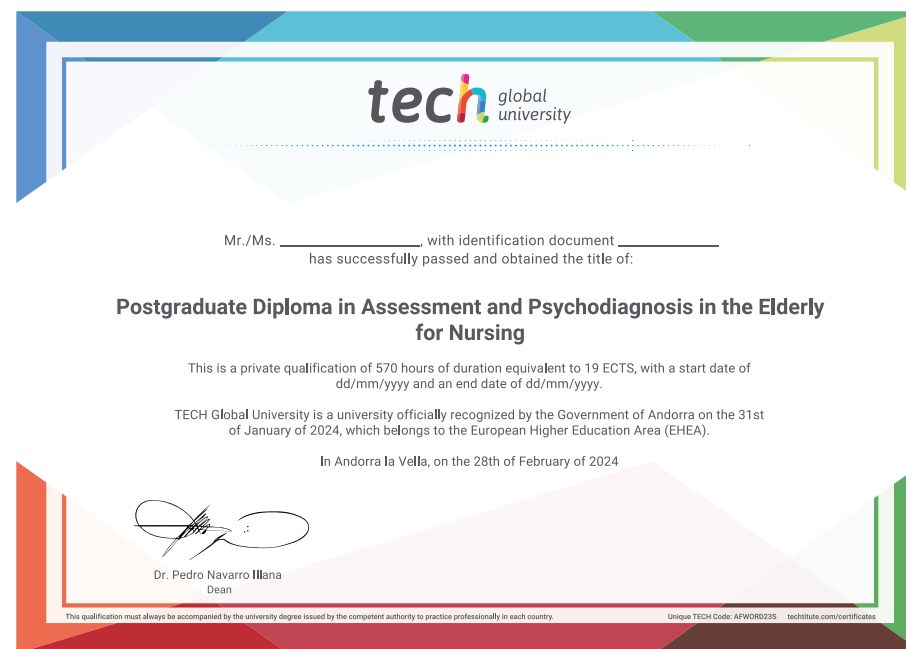 tech global
university
Mr./Ms. ____________________, with identification document ______________
has successfully passed and obtained the title of:
Postgraduate Diploma in Assessment and Psychodiagnosis in the Elderly
for Nursing
This is a private qualification of 570 hours of duration equivalent to 19 ECTS, with a start date of
dd/mm/yyyy and an end date of dd/mm/yyyy.
TECH Global University is a university officially recognized by the Government of Andorra on the 31st
of January of 2024, which belongs to the European Higher Education Area (EHEA).
In Andorra la Vella, on the 28th of February of 2024
Dr. Pedro Navarro Illana
Dean
This qualification must always be accompanied by the university degree issued by the competent authority to practice professionally in each country.
Unique TECH Code: AFWORD23S techtitute.com/certificates